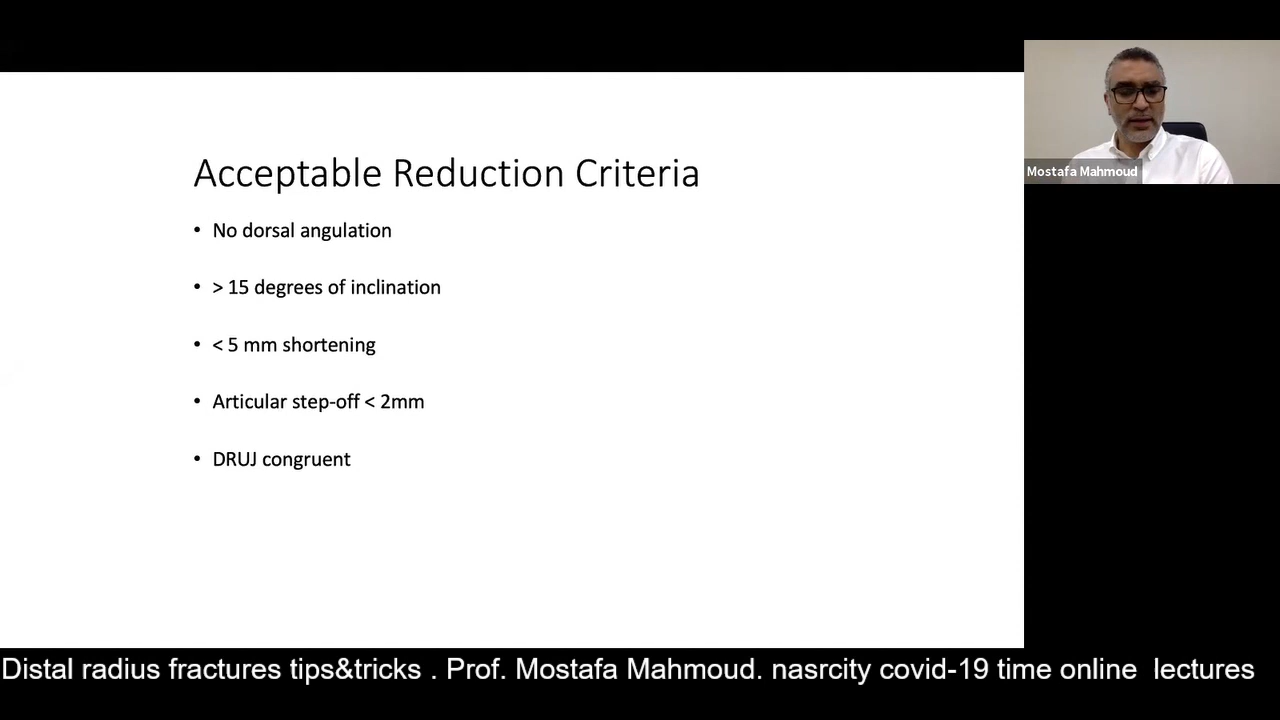 Acceptable Reduction Criteria
• No dorsal angulation
• > 15 degrees of inclination
• < 5 mm shortening
• Articular step-off < 2mm
• DRUJ congruent
Mostafa Mahmoud
Distal radius fractures tips&tricks . Prof. Mostafa Mahmoud. nasrcity covid-19 time online  lectures